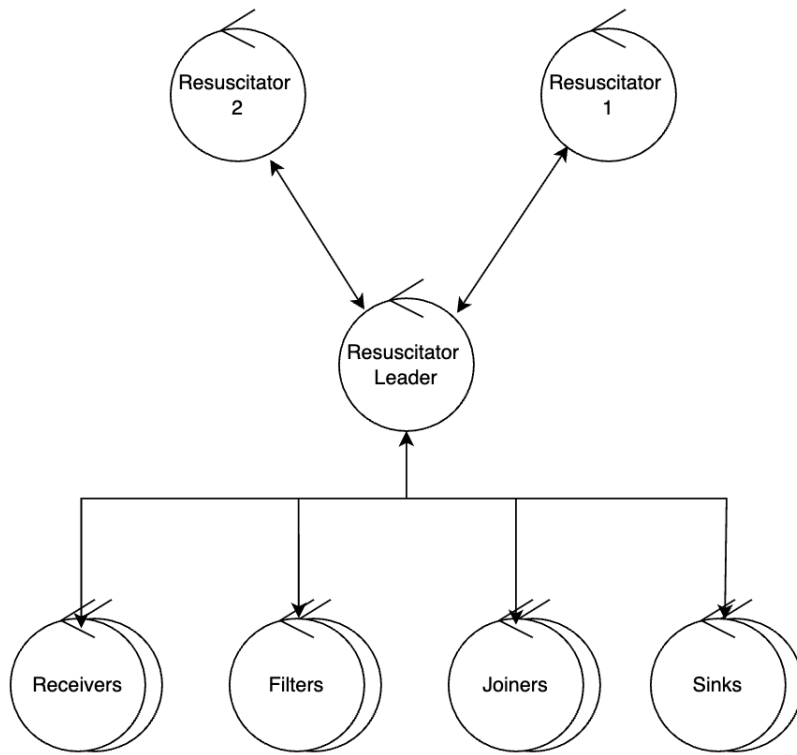 Resuscitator
2
Resuscitator
1
Resuscitator
Leader
Receivers
Filters
Joiners
Sinks